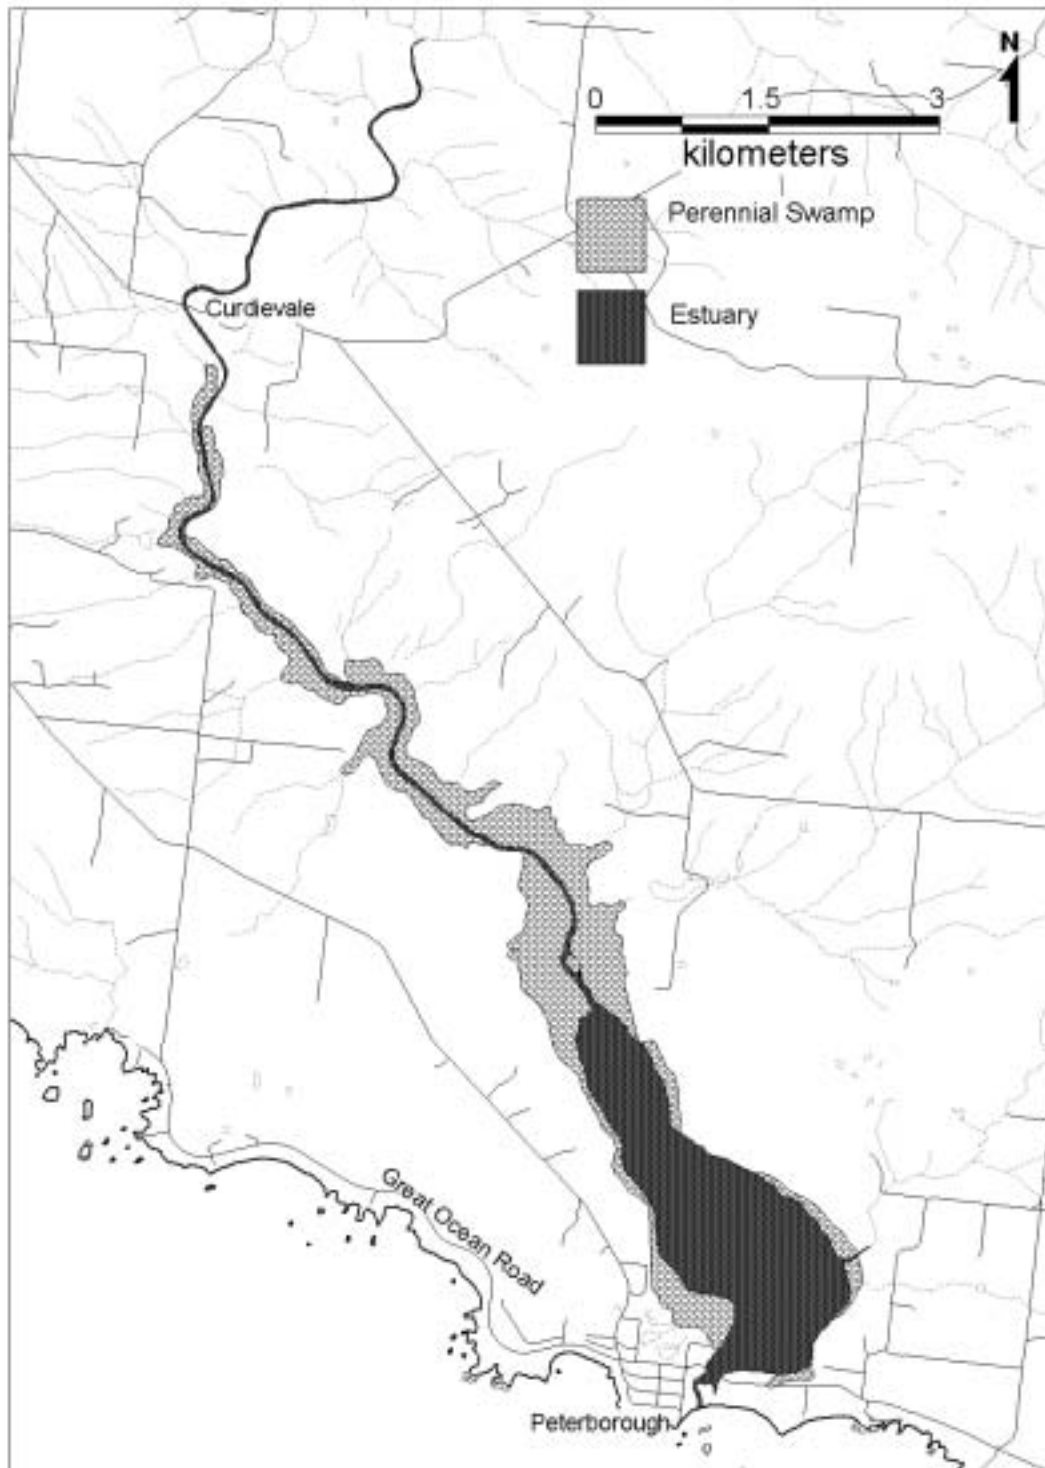 N
0 1.5 3
kilometers
Perennial Swamp
Estuary
Curdievale
Great Ocean Road
Peterborough